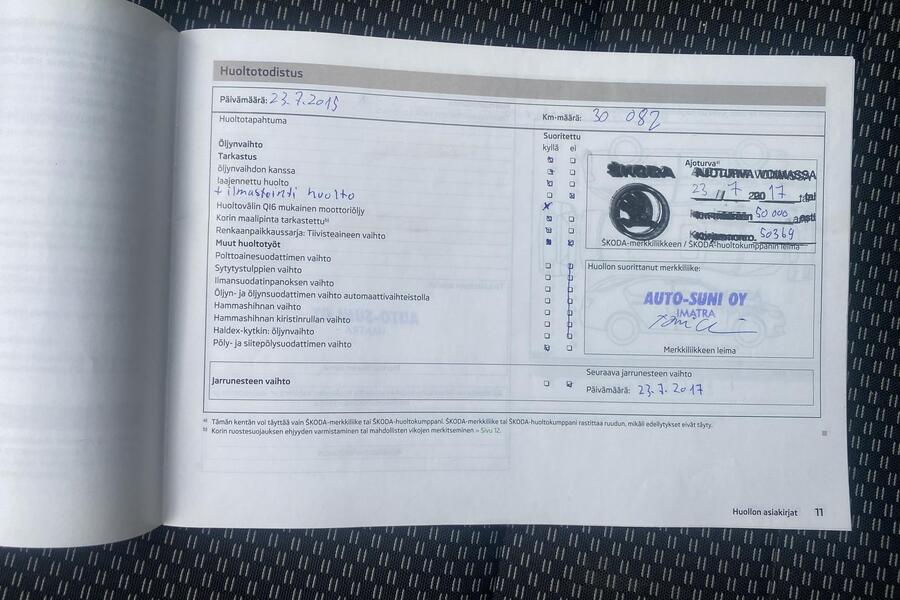 Huoltotodistus
Päivämäärä: 23.7.2015
Km-määrä: 30 082
Huoltotapahtuma
Suoritettu
kyllä ei
Öljynvaihto
Tarkastus
öljynvaihdon kanssa
laajennettu huolto
+ ilmastointi huolto
Huoltovälin QI6 mukainen moottoriöljy
Korin maalipinta tarkastettu b)
Renkaanpaikkaussarja: Tiivisteaineen vaihto
Muut huoltotyöt
Polttoainesuodattimen vaihto
Sytytystulppien vaihto
Ilmansuodatinpanoksen vaihto
Öljyn- ja öljynsuodattimen vaihto automaattivaihteistolla
Hammashihnan vaihto
Hammashihnan kiristinrullan vaihto
Haldex-kytkin: öljynvaihto
Pöly- ja siitepölysuodattimen vaihto
Ajoturva a)
ŠKODA
AJOTURVA VOIMASSA
23 / 7 2017
50 000
50369
ŠKODA-merkkiliikkeen / ŠKODA-huoltokumppanin leima
Huollon suorittanut merkkiliike:
AUTO-SUNI OY
IMATRA
Merkkiliikkeen leima
Jarrunesteen vaihto
Seuraava jarrunesteen vaihto
Päivämäärä: 23.7.2017
a) Tämän kentän voi täyttää vain ŠKODA-merkkiliike tai ŠKODA-huoltokumppani. ŠKODA-merkkiliike tai ŠKODA-huoltokumppani rastittaa ruudun, mikäli edellytykset eivät täyty.
b) Korin ruostesuojauksen ehjyyden varmistaminen tai mahdollisten vikojen merkitseminen » Sivu 12.
Huollon asiakirjat 11